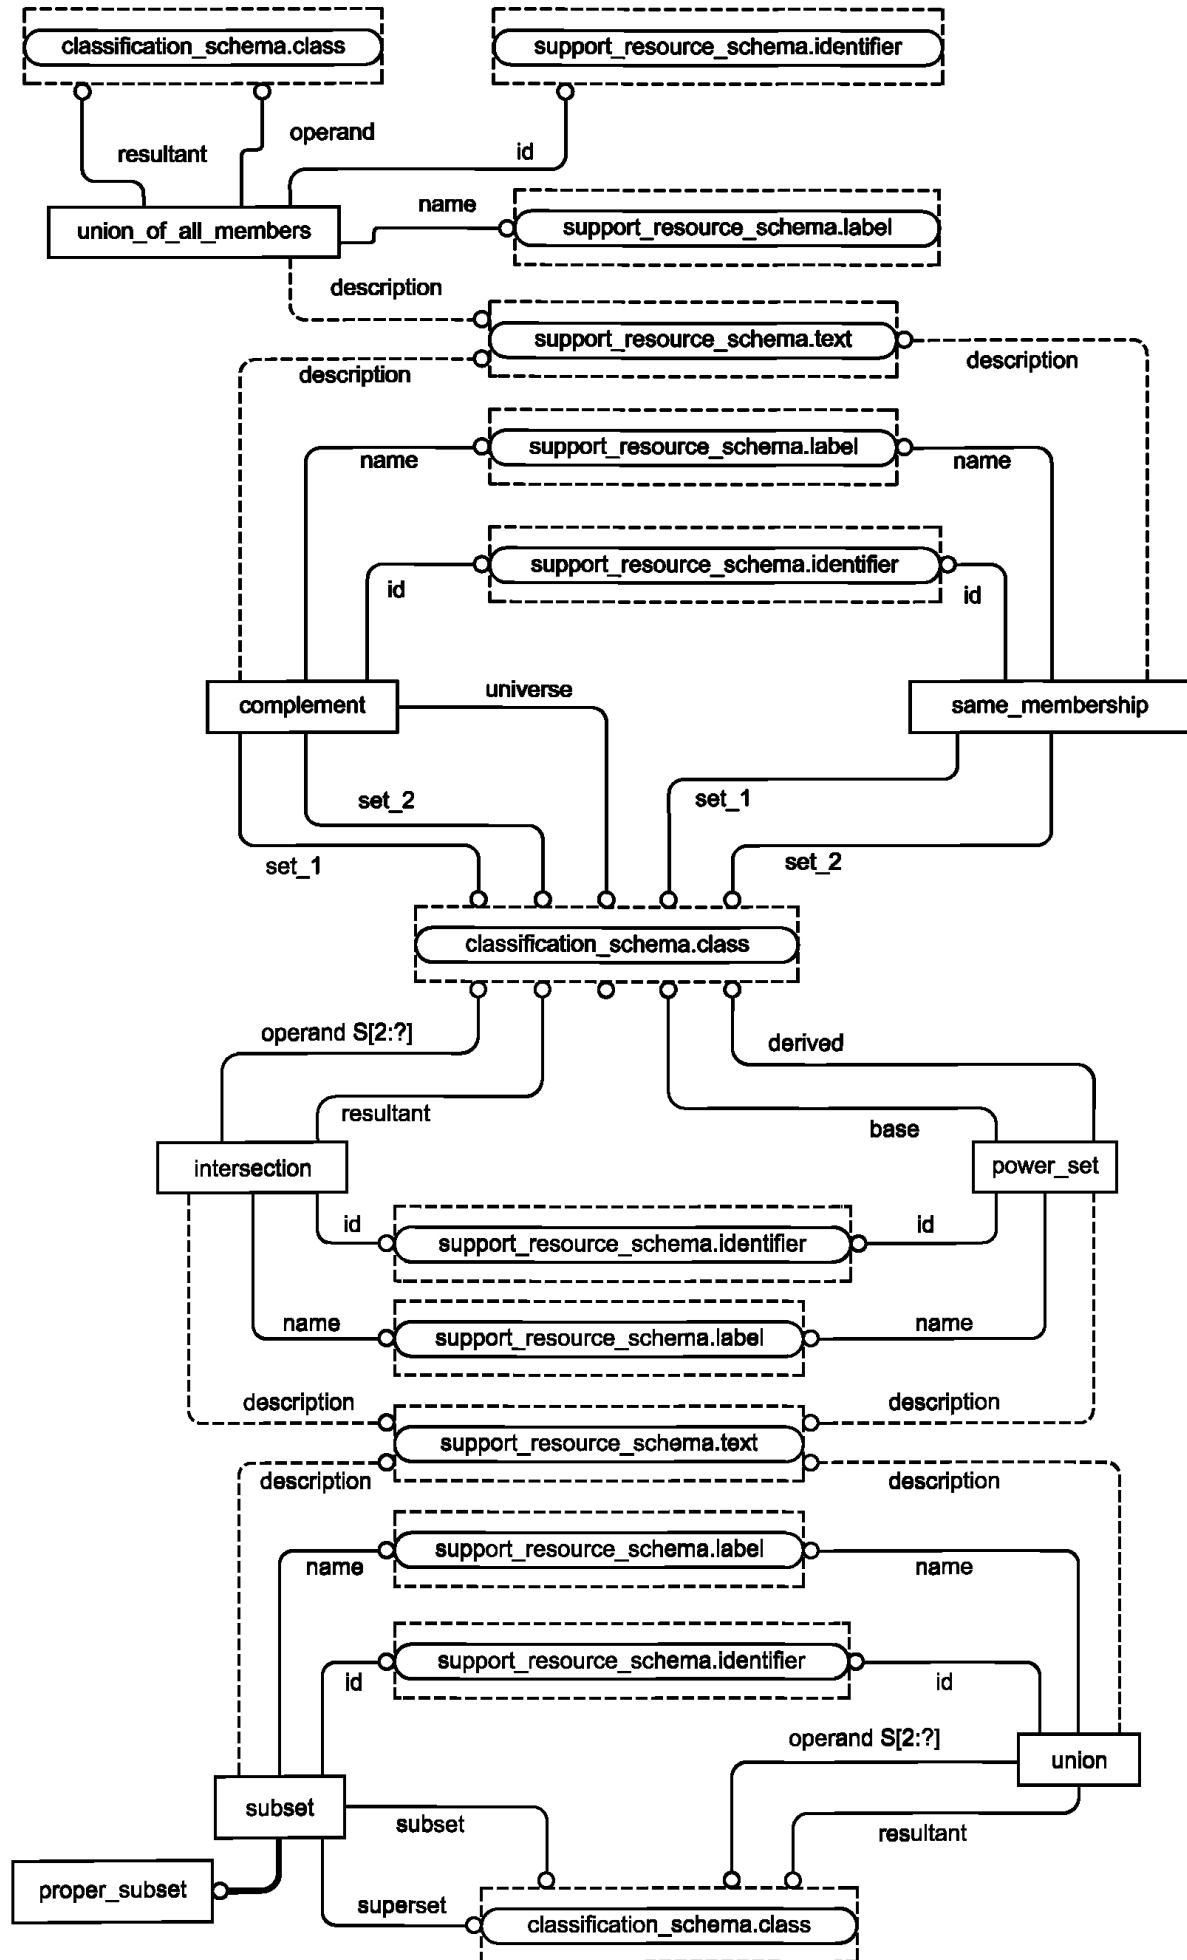 classification_schema.class
support_resource_schema.identifier
resultant
operand
id
name
union_of_all_members
support_resource_schema.label
description
support_resource_schema.text
description
description
support_resource_schema.label
name
name
support_resource_schema.identifier
id
id
complement
universe
same_membership
set_2
set_1
set_1
set_2
classification_schema.class
operand S[2:?]
derived
resultant
base
intersection
power_set
id
id
support_resource_schema.identifier
name
name
support_resource_schema.label
description
description
support_resource_schema.text
description
description
support_resource_schema.label
name
name
support_resource_schema.identifier
id
id
operand S[2:?]
union
subset
subset
resultant
proper_subset
superset
classification_schema.class